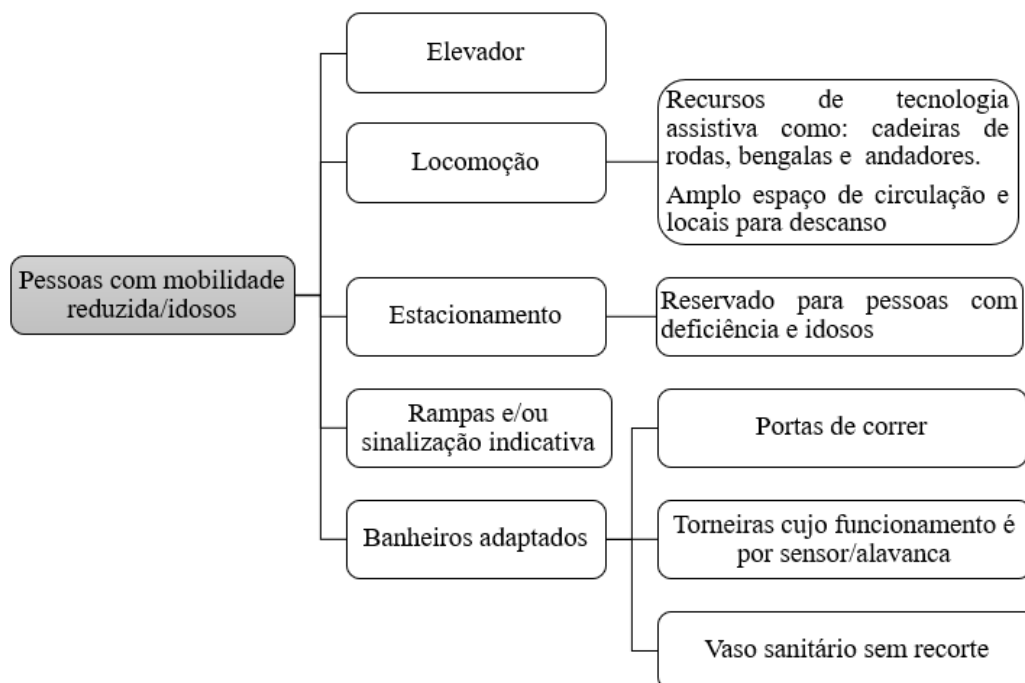 Pessoas com mobilidade
reduzida/idosos
Elevador
Locomoção
Recursos de tecnologia
assistiva como: cadeiras de
rodas, bengalas e andadores.
Amplo espaço de circulação e
locais para descanso
Estacionamento
Reservado para pessoas com
deficiência e idosos
Rampas e/ou
sinalização indicativa
Banheiros adaptados
Portas de correr
Torneiras cujo funcionamento é
por sensor/alavanca
Vaso sanitário sem recorte